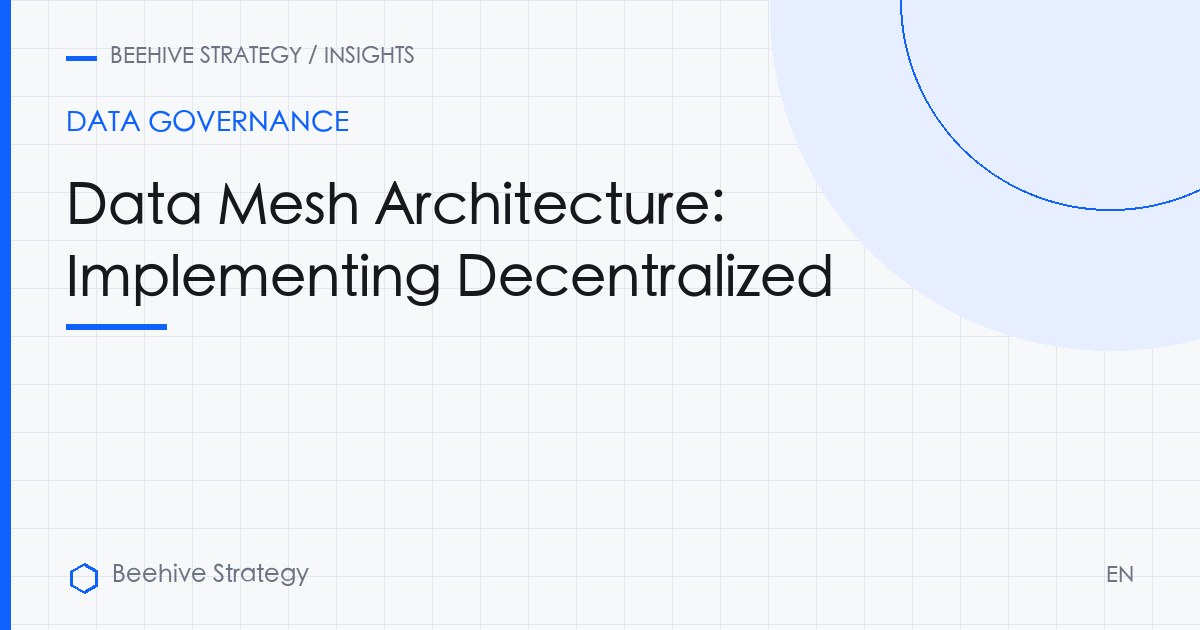 BEEHIVE STRATEGY / INSIGHTS
DATA GOVERNANCE
Data Mesh Architecture:
Implementing Decentralized
Beehive Strategy
EN